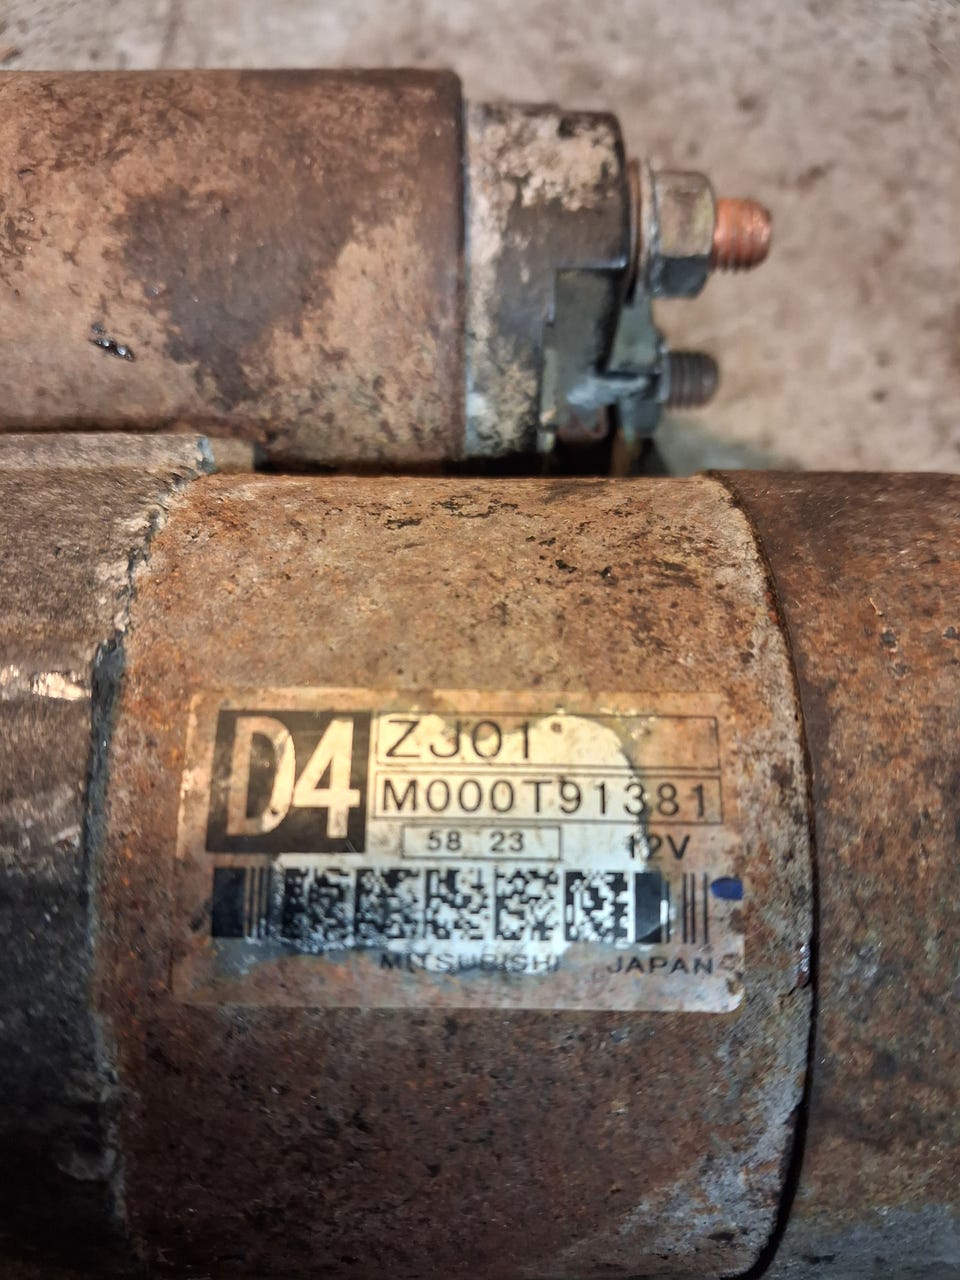 D4
ZJ01
M000T91381
58 23 12V
MITSUBISHI JAPAN